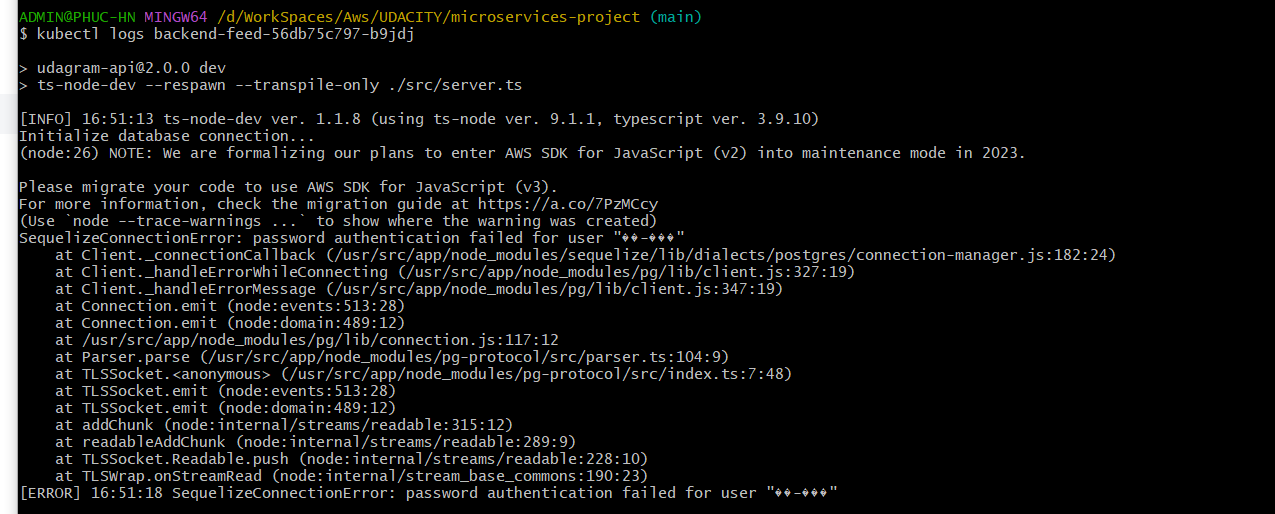 ADMIN@PHUC-HN MINGW64 /d/WorkSpaces/Aws/UDACITY/microservices-project (main)
$ kubectl logs backend-feed-56db75c797-b9jdj
> udagram-api@2.0.0 dev
> ts-node-dev --respawn --transpile-only ./src/server.ts
[INFO] 16:51:13 ts-node-dev ver. 1.1.8 (using ts-node ver. 9.1.1, typescript ver. 3.9.10)
Initialize database connection...
(node:26) NOTE: We are formalizing our plans to enter AWS SDK for JavaScript (v2) into maintenance mode in 2023.
Please migrate your code to use AWS SDK for JavaScript (v3).
For more information, check the migration guide at https://a.co/7PzMCcy
(Use `node --trace-warnings ...` to show where the warning was created)
SequelizeConnectionError: password authentication failed for user "��-���"
    at Client._connectionCallback (/usr/src/app/node_modules/sequelize/lib/dialects/postgres/connection-manager.js:182:24)
    at Client._handleErrorWhileConnecting (/usr/src/app/node_modules/pg/lib/client.js:327:19)
    at Client._handleErrorMessage (/usr/src/app/node_modules/pg/lib/client.js:347:19)
    at Connection.emit (node:events:513:28)
    at Connection.emit (node:domain:489:12)
    at /usr/src/app/node_modules/pg/lib/connection.js:117:12
    at Parser.parse (/usr/src/app/node_modules/pg-protocol/src/parser.ts:104:9)
    at TLSSocket.<anonymous> (/usr/src/app/node_modules/pg-protocol/src/index.ts:7:48)
    at TLSSocket.emit (node:events:513:28)
    at TLSSocket.emit (node:domain:489:12)
    at addChunk (node:internal/streams/readable:315:12)
    at readableAddChunk (node:internal/streams/readable:289:9)
    at TLSSocket.Readable.push (node:internal/streams/readable:228:10)
    at TLSWrap.onStreamRead (node:internal/stream_base_commons:190:23)
[ERROR] 16:51:18 SequelizeConnectionError: password authentication failed for user "��-���"